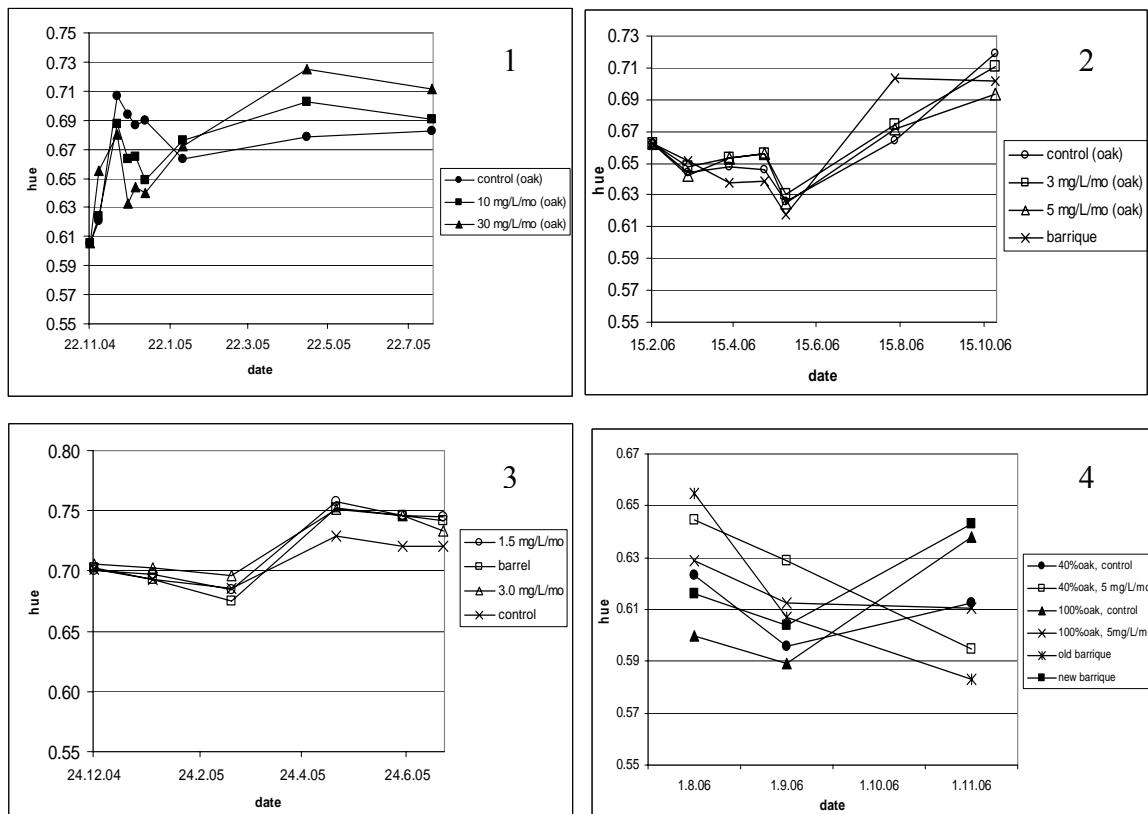 1
0.75
0.73
0.71
0.69
0.67
0.65
0.63
0.61
0.59
0.57
0.55
hue
22.11.04 22.1.05 22.3.05 22.5.05 22.7.05
date
control (oak)
10 mg/L/mo (oak)
30 mg/L/mo (oak)
2
0.73
0.71
0.69
0.67
0.65
0.63
0.61
0.59
0.57
0.55
hue
15.2.06 15.4.06 15.6.06 15.8.06 15.10.06
date
control (oak)
3 mg/L/mo (oak)
5 mg/L/mo (oak)
barrique
3
0.80
0.75
0.70
0.65
0.60
0.55
hue
24.12.04 24.2.05 24.4.05 24.6.05
date
1.5 mg/L/mo
barrel
3.0 mg/L/mo
control
4
0.67
0.65
0.63
0.61
0.59
0.57
0.55
hue
1.8.06 1.9.06 1.10.06 1.11.06
date
40%oak, control
40%oak, 5 mg/L/mo
100%oak, control
100%oak, 5mg/L/mo
old barrique
new barrique